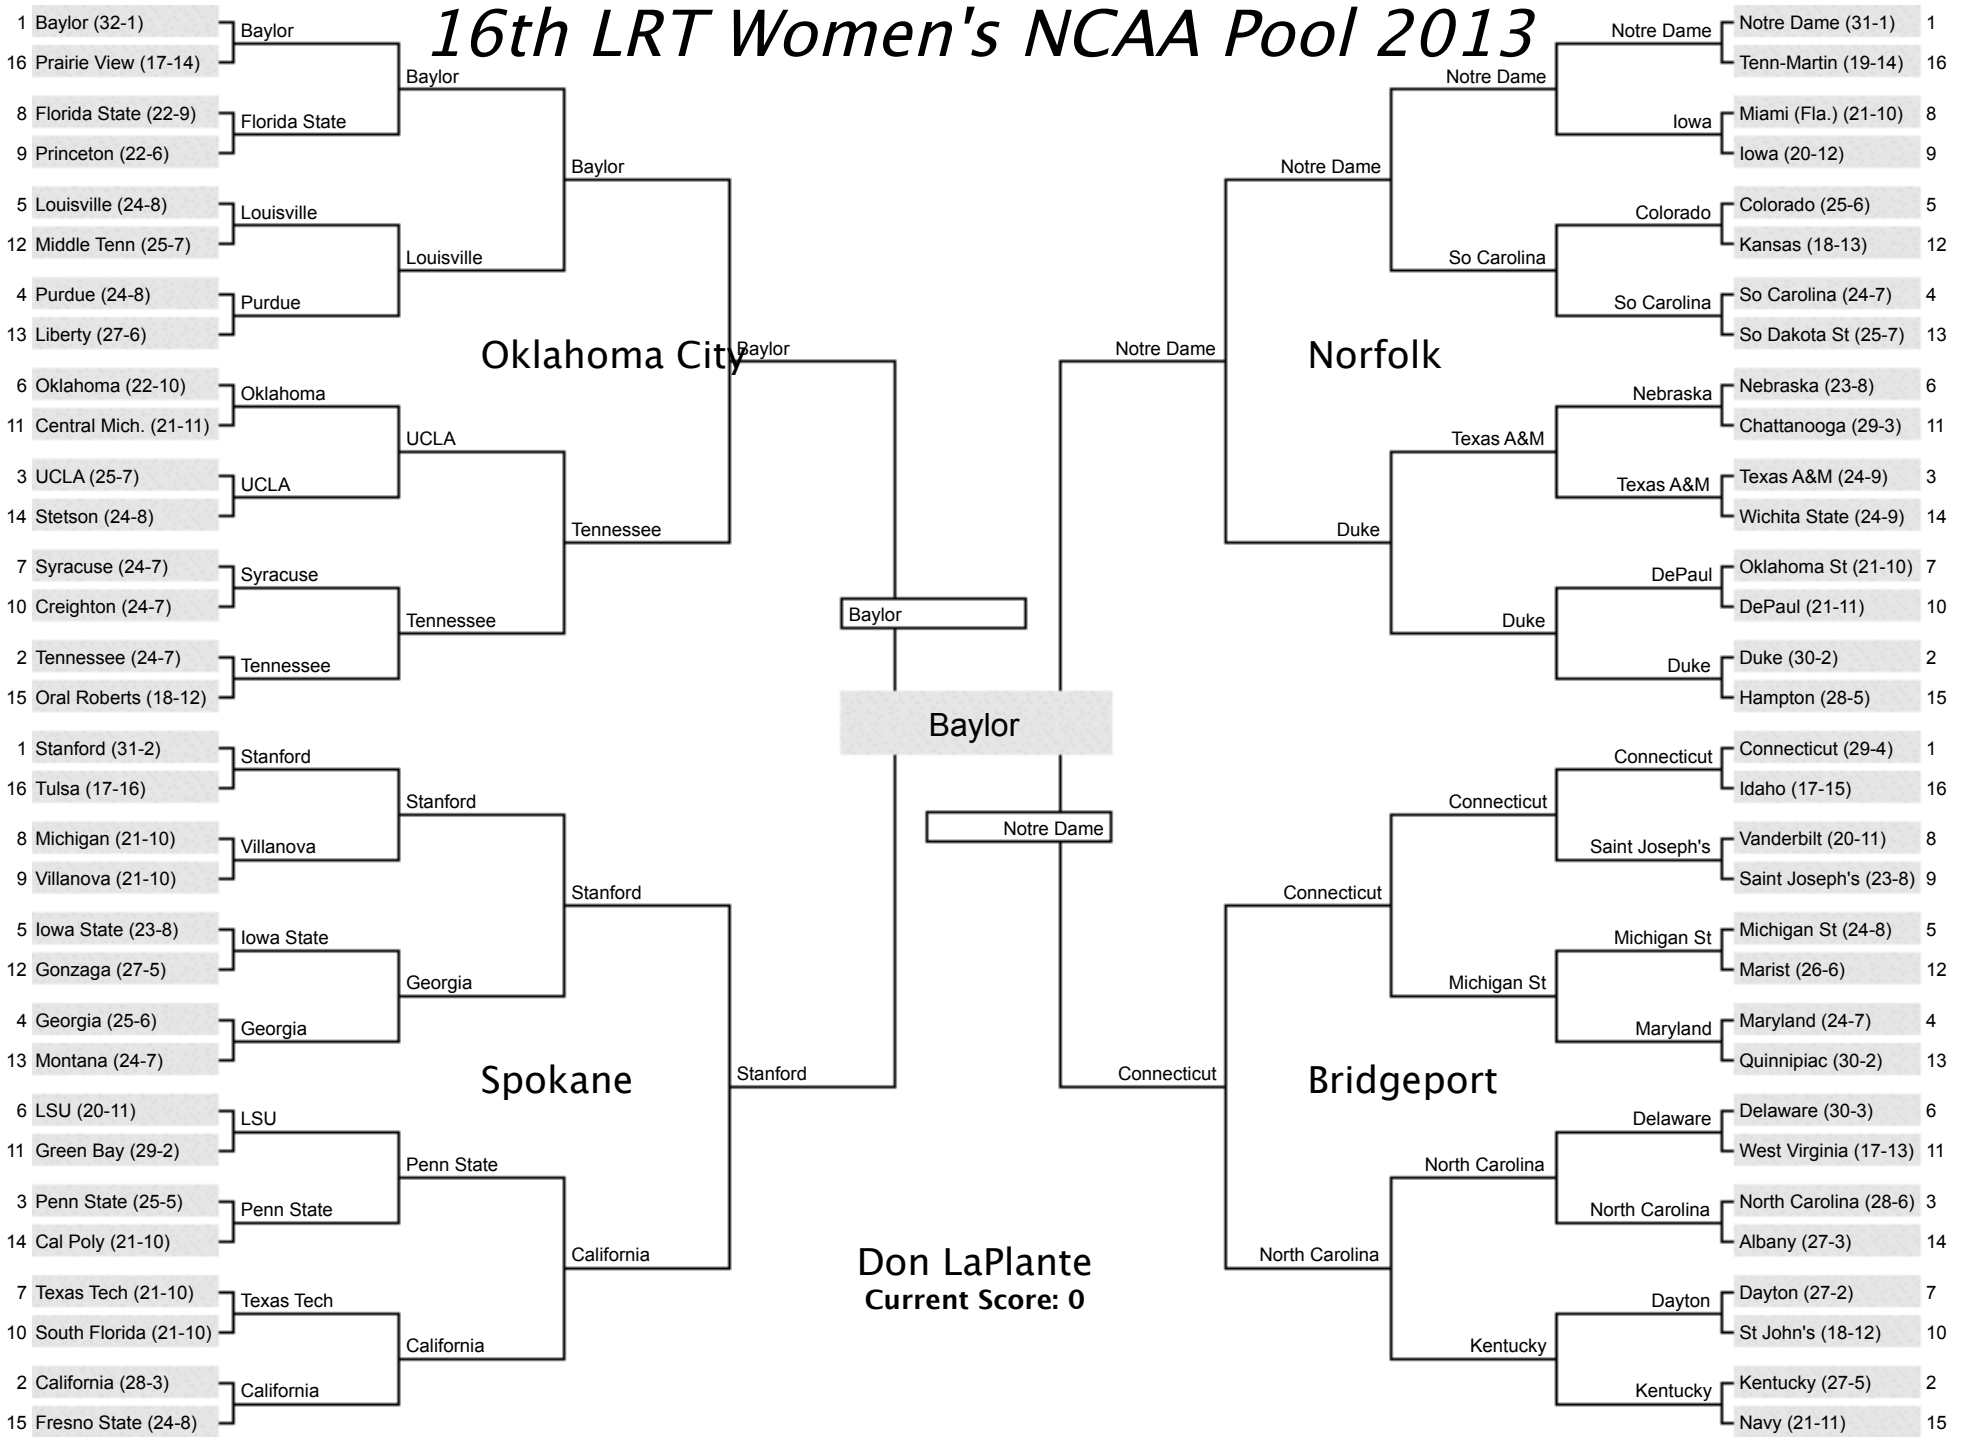 16th LRT Women's NCAA Pool 2013
1 Baylor (32-1)
16 Prairie View (17-14)
8 Florida State (22-9)
9 Princeton (22-6)
5 Louisville (24-8)
12 Middle Tenn (25-7)
4 Purdue (24-8)
13 Liberty (27-6)
6 Oklahoma (22-10)
11 Central Mich. (21-11)
3 UCLA (25-7)
14 Stetson (24-8)
7 Syracuse (24-7)
10 Creighton (24-7)
2 Tennessee (24-7)
15 Oral Roberts (18-12)
Baylor
Florida State
Louisville
Purdue
Oklahoma
UCLA
Syracuse
Tennessee
Baylor
Louisville
UCLA
Tennessee
Baylor
Tennessee
Oklahoma City
Baylor
1 Stanford (31-2)
16 Tulsa (17-16)
8 Michigan (21-10)
9 Villanova (21-10)
5 Iowa State (23-8)
12 Gonzaga (27-5)
4 Georgia (25-6)
13 Montana (24-7)
6 LSU (20-11)
11 Green Bay (29-2)
3 Penn State (25-5)
14 Cal Poly (21-10)
7 Texas Tech (21-10)
10 South Florida (21-10)
2 California (28-3)
15 Fresno State (24-8)
Stanford
Villanova
Iowa State
Georgia
LSU
Penn State
Texas Tech
California
Stanford
Georgia
Penn State
California
Stanford
California
Spokane
Stanford
Baylor
Baylor
Notre Dame
Don LaPlante
Current Score: 0
Notre Dame
Norfolk
Notre Dame
Duke
Notre Dame
So Carolina
Texas A&M
Duke
Notre Dame
Iowa
Colorado
So Carolina
Nebraska
Texas A&M
DePaul
Duke
Notre Dame (31-1) 1
Tenn-Martin (19-14) 16
Miami (Fla.) (21-10) 8
Iowa (20-12) 9
Colorado (25-6) 5
Kansas (18-13) 12
So Carolina (24-7) 4
So Dakota St (25-7) 13
Nebraska (23-8) 6
Chattanooga (29-3) 11
Texas A&M (24-9) 3
Wichita State (24-9) 14
Oklahoma St (21-10) 7
DePaul (21-11) 10
Duke (30-2) 2
Hampton (28-5) 15
Connecticut
Bridgeport
Connecticut
North Carolina
Connecticut
Michigan St
North Carolina
Kentucky
Connecticut
Saint Joseph's
Michigan St
Maryland
Delaware
North Carolina
Dayton
Kentucky
Connecticut (29-4) 1
Idaho (17-15) 16
Vanderbilt (20-11) 8
Saint Joseph's (23-8) 9
Michigan St (24-8) 5
Marist (26-6) 12
Maryland (24-7) 4
Quinnipiac (30-2) 13
Delaware (30-3) 6
West Virginia (17-13) 11
North Carolina (28-6) 3
Albany (27-3) 14
Dayton (27-2) 7
St John's (18-12) 10
Kentucky (27-5) 2
Navy (21-11) 15